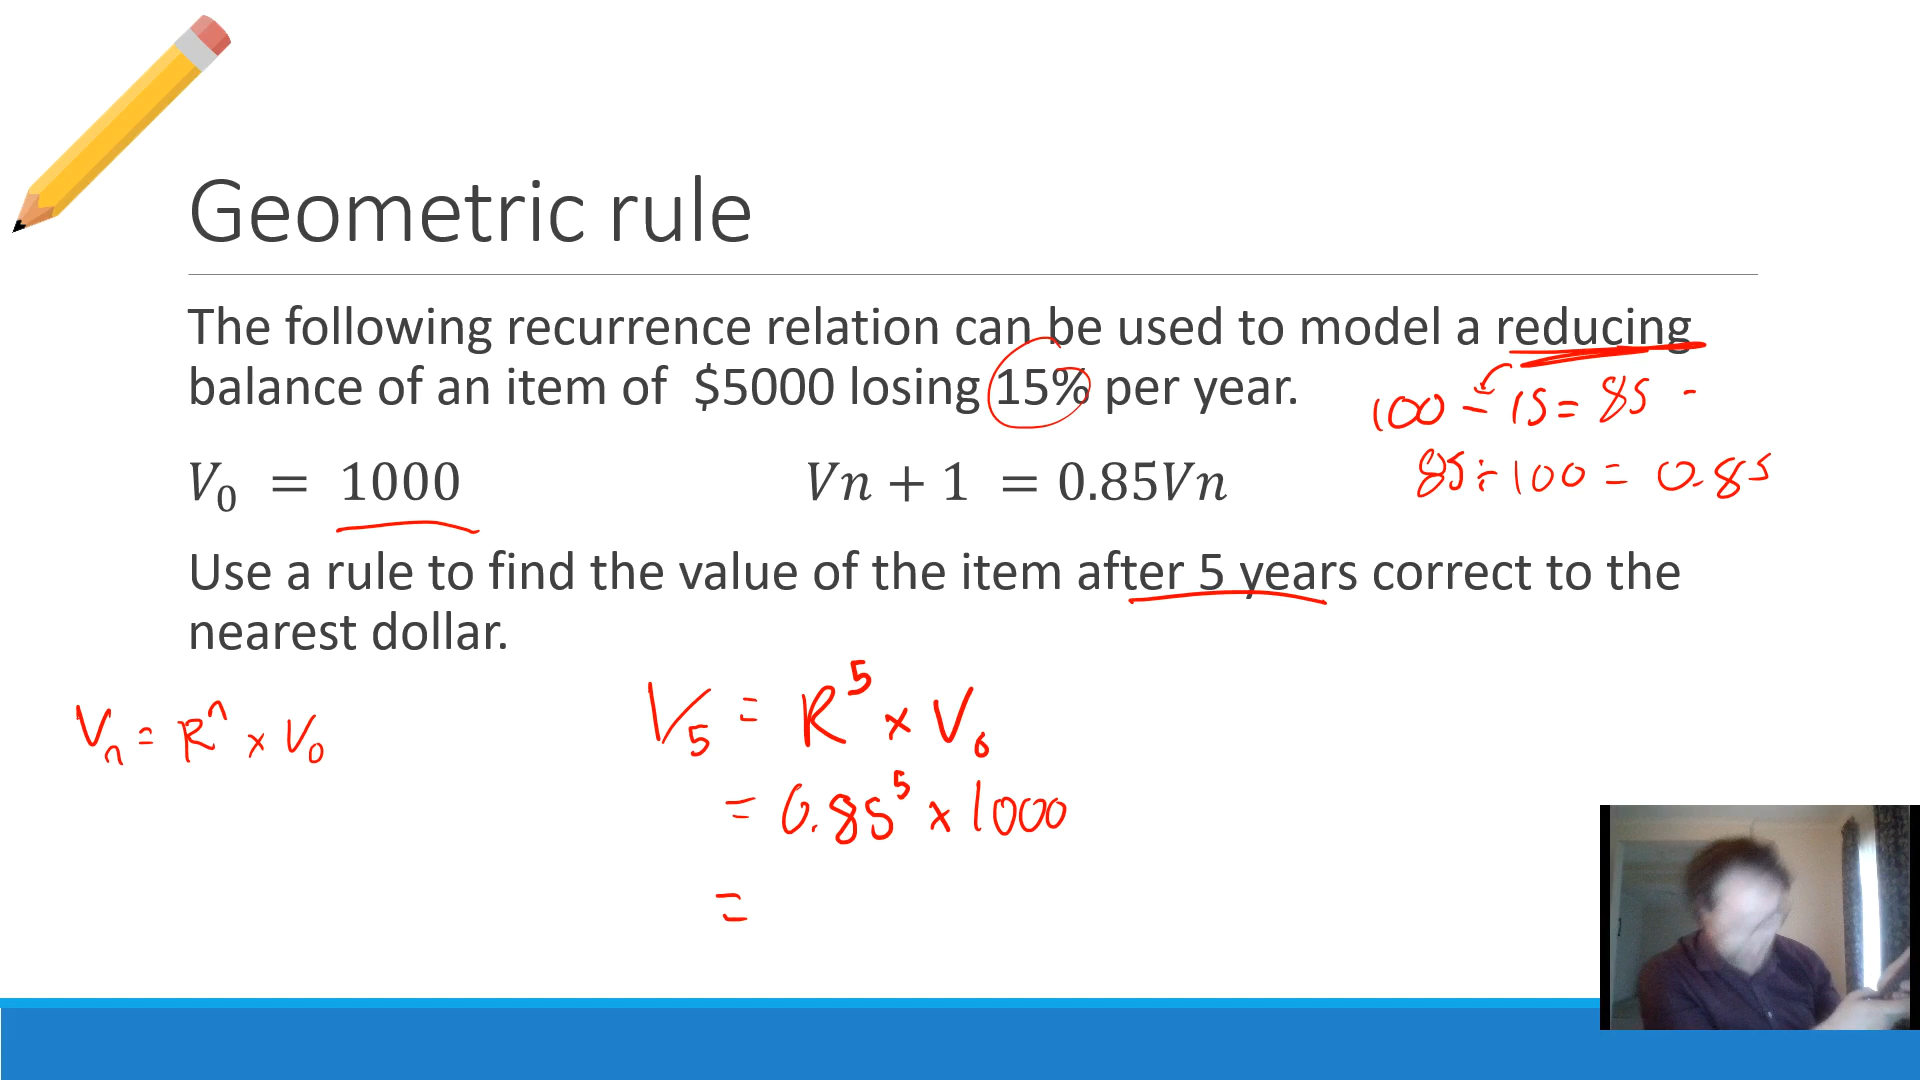 Geometric rule
The following recurrence relation can be used to model a reducing
balance of an item of $5000 losing 15% per year.
100 - 15 = 85 -
V₀ = 1000 Vn + 1 = 0.85Vn
85 ÷ 100 = 0.85
Use a rule to find the value of the item after 5 years correct to the
nearest dollar.
Vₙ = Rⁿ × V₀
V₅ = R⁵ × V₀
= 0.85⁵ × 1000
=